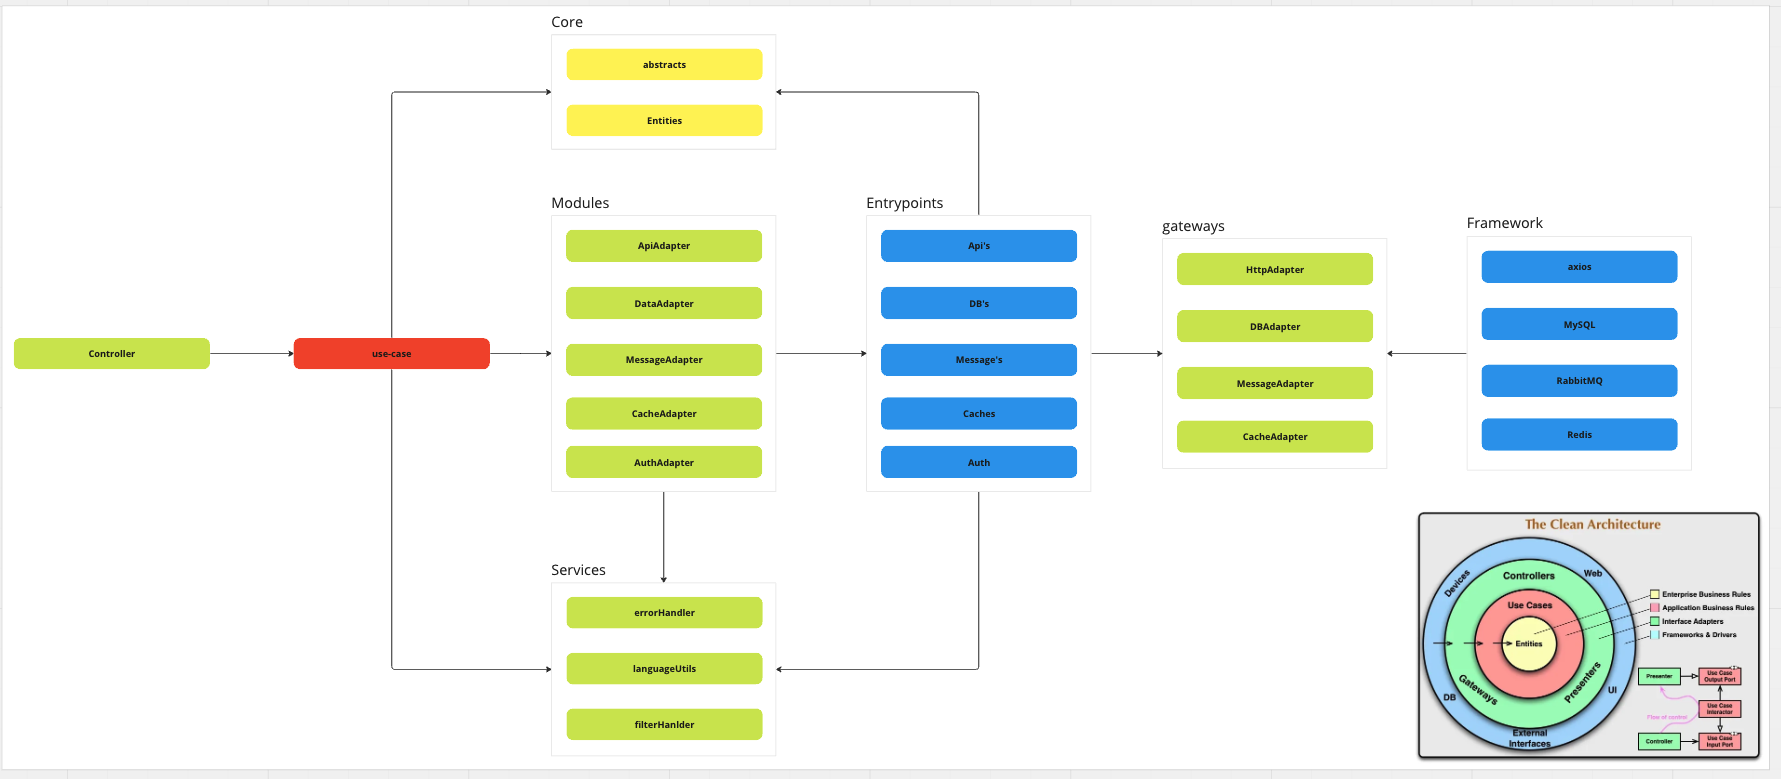 Core
abstracts
Entities
Modules
ApiAdapter
DataAdapter
MessageAdapter
CacheAdapter
AuthAdapter
Entrypoints
Api's
DB's
Message's
Caches
Auth
gateways
HttpAdapter
DBAdapter
MessageAdapter
CacheAdapter
Framework
axios
MySQL
RabbitMQ
Redis
Controller
use-case
Services
errorHandler
languageUtils
filterHanlder
The Clean Architecture
Devices
Web
Controllers
Use Cases
Entities
Gateways
Presenters
DB
UI
External
Interfaces
Enterprise Business Rules
Application Business Rules
Interface Adapters
Frameworks & Drivers
Presenter
Use Case
Output Port
Use Case
Interactor
Flow of control
Controller
Use Case
Input Port